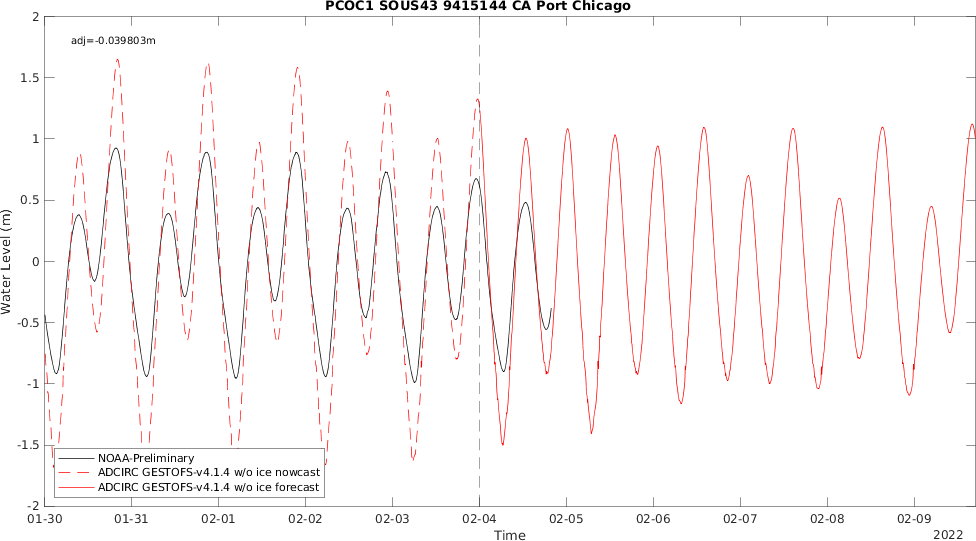 PCOC1 SOUS43 9415144 CA Port Chicago
adj=-0.039803m
2
1.5
1
0.5
0
-0.5
-1
-1.5
-2
Water Level (m)
NOAA-Preliminary
ADCIRC GESTOFS-v4.1.4 w/o ice nowcast
ADCIRC GESTOFS-v4.1.4 w/o ice forecast
01-30 01-31 02-01 02-02 02-03 02-04 02-05 02-06 02-07 02-08 02-09
Time
2022